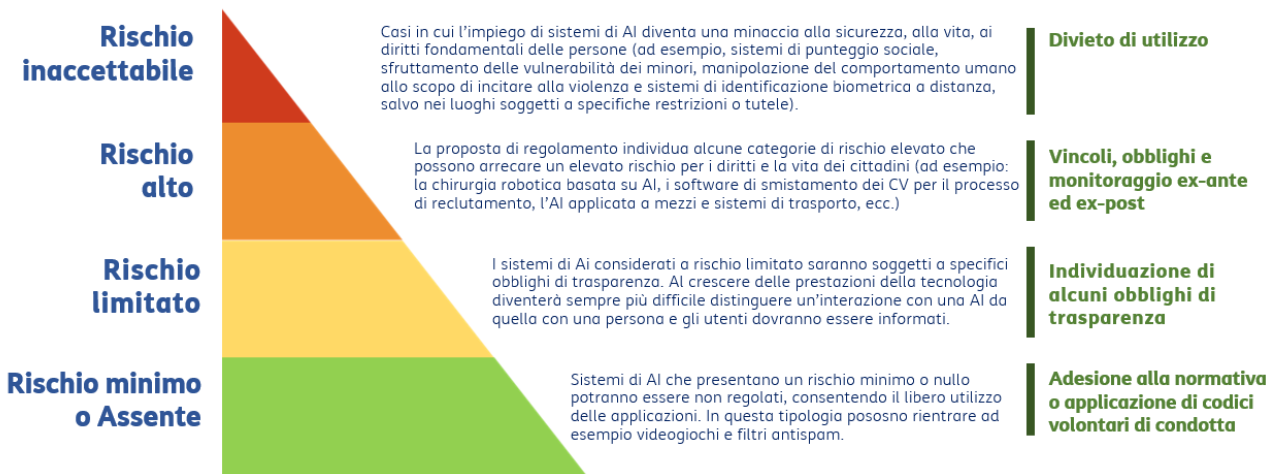 Rischio
inaccettabile
Casi in cui l'impiego di sistemi di AI diventa una minaccia alla sicurezza, alla vita, ai
diritti fondamentali delle persone (ad esempio, sistemi di punteggio sociale,
sfruttamento delle vulnerabilità dei minori, manipolazione del comportamento umano
allo scopo di incitare alla violenza e sistemi di identificazione biometrica a distanza,
salvo nei luoghi soggetti a specifiche restrizioni o tutele).
Divieto di utilizzo
Rischio
alto
La proposta di regolamento individua alcune categorie di rischio elevato che
possono arrecare un elevato rischio per i diritti e la vita dei cittadini (ad esempio:
la chirurgia robotica basata su AI, i software di smistamento dei CV per il processo
di reclutamento, l'AI applicata a mezzi e sistemi di trasporto, ecc.)
Vincoli, obblighi e
monitoraggio ex-ante
ed ex-post
Rischio
limitato
I sistemi di Ai considerati a rischio limitato saranno soggetti a specifici
obblighi di trasparenza. Al crescere delle prestazioni della tecnologia
diventerà sempre più difficile distinguere un'interazione con una AI da
quella con una persona e gli utenti dovranno essere informati.
Individuazione di
alcuni obblighi di
trasparenza
Rischio minimo
o Assente
Sistemi di AI che presentano un rischio minimo o nullo
potranno essere non regolati, consentendo il libero utilizzo
delle applicazioni. In questa tipologia pososno rientrare ad
esempio videogiochi e filtri antispam.
Adesione alla normativa
o applicazione di codici
volontari di condotta